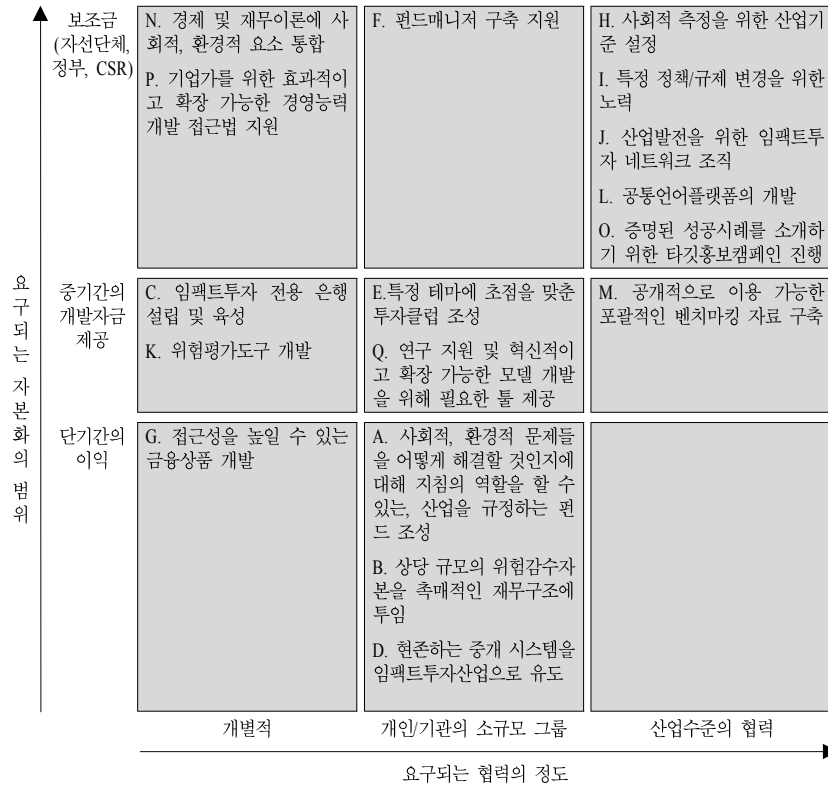 보조금
(자선단체,
정부, CSR)
N. 경제 및 재무이론에 사
회적, 환경적 요소 통합
P. 기업가를 위한 효과적이
고 확장 가능한 경영능력
개발 접근법 지원
F. 펀드매니저 구축 지원
H. 사회적 측정을 위한 산업기
준 설정
I. 특정 정책/규제 변경을 위한
노력
J. 산업발전을 위한 임팩트투
자 네트워크 조직
L. 공통언어플랫폼의 개발
O. 증명된 성공시례를 소개하
기 위한 타깃홍보캠페인 진행
요구되는 자본화의 범위
중기간의
개발자금
제공
C. 임팩트투자 전용 은행
설립 및 육성
K. 위험평가도구 개발
E.특정 테마에 초점을 맞춘
투자클럽 조성
Q. 연구 지원 및 혁신적이
고 확장 가능한 모델 개발
을 위해 필요한 툴 제공
M. 공개적으로 이용 가능한
포괄적인 벤치마킹 자료 구축
단기간의
이익
G. 접근성을 높일 수 있는
금융상품 개발
A. 사회적, 환경적 문제들
을 어떻게 해결할 것인지에
대해 지침의 역할을 할 수
있는, 산업을 규정하는 펀
드 조성
B. 상당 규모의 위험감수자
본을 촉매적인 재무구조에
투임
D. 현존하는 중개 시스템을
임팩트투자산업으로 유도
개별적
개인/기관의 소규모 그룹
산업수준의 협력
요구되는 협력의 정도